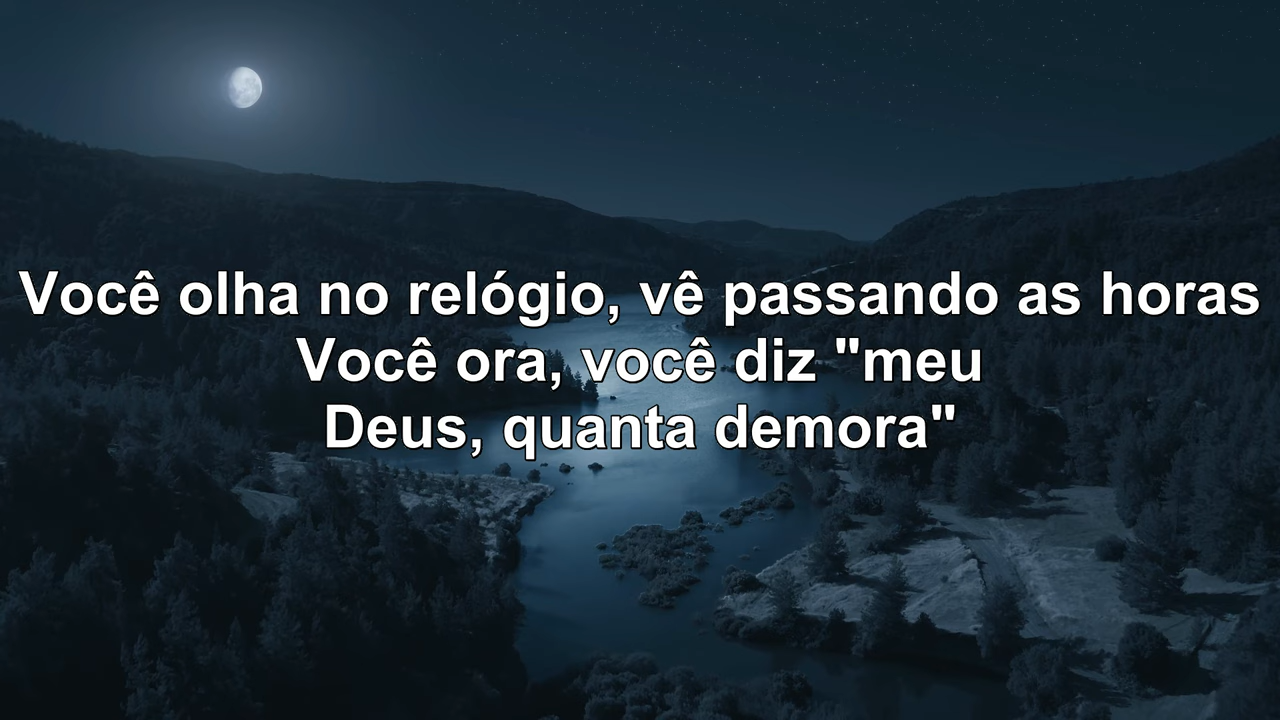 Você olha no relógio, vê passando as horas
Você ora, você diz "meu
Deus, quanta demora"